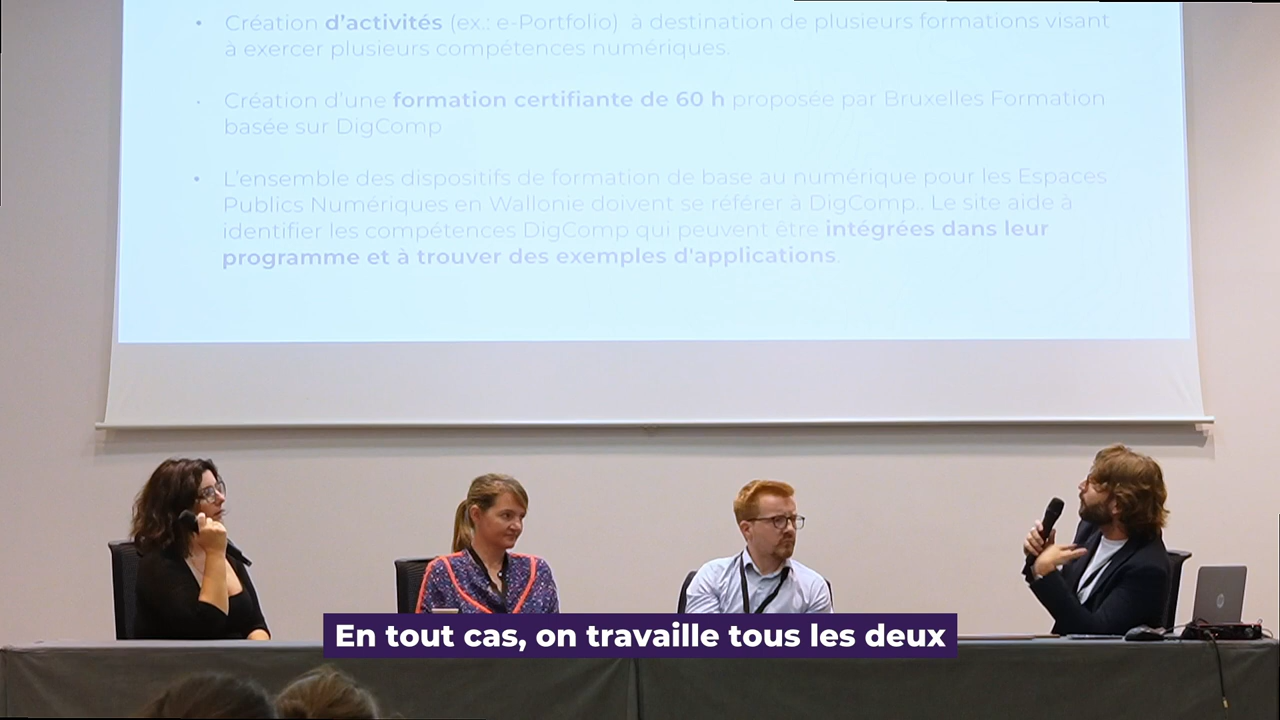 • Création d'activités (ex.: e-Portfolio) à destination de plusieurs formations visant
à exercer plusieurs compétences numériques.
• Création d'une formation certifiante de 60 h proposée par Bruxelles Formation
basée sur DigComp
• L'ensemble des dispositifs de formation de base au numérique pour les Espaces
Publics Numériques en Wallonie doivent se référer à DigComp.. Le site aide à
identifier les compétences DigComp qui peuvent être intégrées dans leur
programme et à trouver des exemples d'applications.
En tout cas, on travaille tous les deux